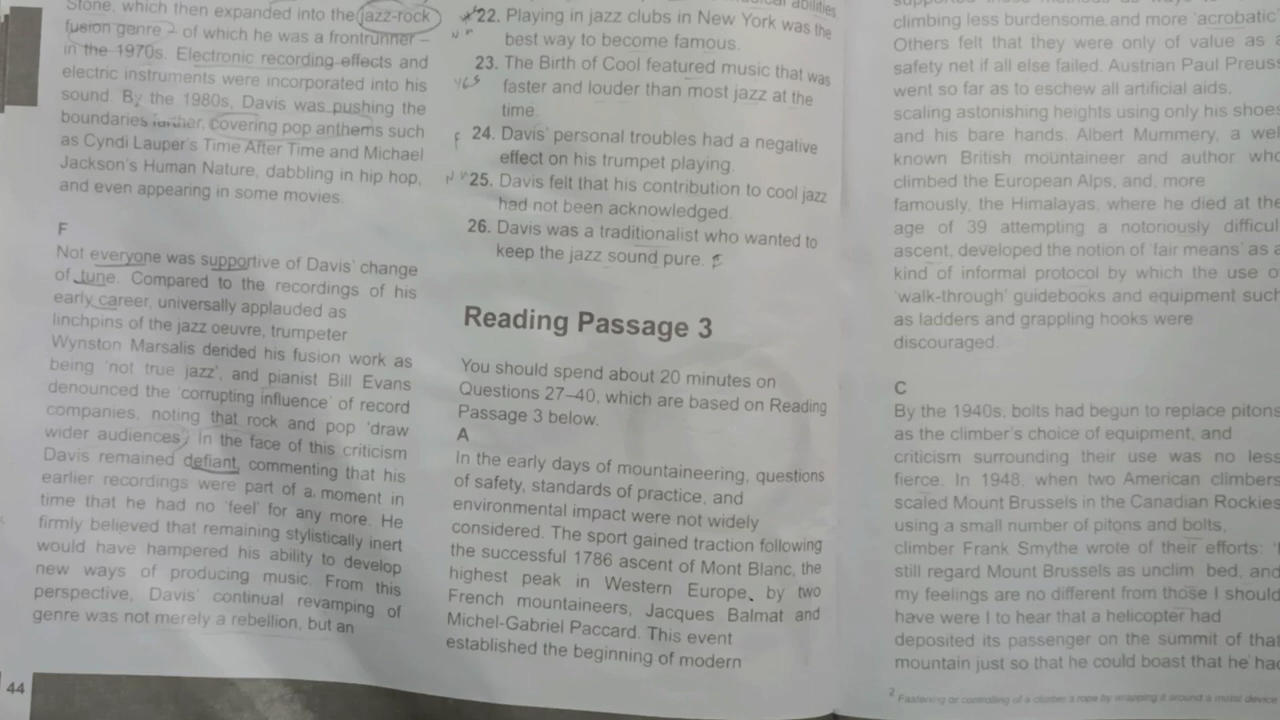 Stone, which then expanded into the jazz-rock
fusion genre – of which he was a frontrunner –
in the 1970s. Electronic recording effects and
electric instruments were incorporated into his
sound. By the 1980s, Davis was pushing the
boundaries further, covering pop anthems such
as Cyndi Lauper's Time After Time and Michael
Jackson's Human Nature, dabbling in hip hop,
and even appearing in some movies.
F
Not everyone was supportive of Davis' change
of tune. Compared to the recordings of his
early career, universally applauded as
linchpins of the jazz oeuvre, trumpeter
Wynston Marsalis derided his fusion work as
being 'not true jazz', and pianist Bill Evans
denounced the 'corrupting influence' of record
companies, noting that rock and pop 'draw
wider audiences'. In the face of this criticism
Davis remained defiant, commenting that his
earlier recordings were part of a moment in
time that he had no 'feel' for any more. He
firmly believed that remaining stylistically inert
would have hampered his ability to develop
new ways of producing music. From this
perspective, Davis' continual revamping of
genre was not merely a rebellion, but an
44
abilities
22. Playing in jazz clubs in New York was the
best way to become famous.
23. The Birth of Cool featured music that was
yes
faster and louder than most jazz at the
time.
F 24. Davis' personal troubles had a negative
effect on his trumpet playing.
25. Davis felt that his contribution to cool jazz
had not been acknowledged.
26. Davis was a traditionalist who wanted to
keep the jazz sound pure.
Reading Passage 3
You should spend about 20 minutes on
Questions 27–40, which are based on Reading
Passage 3 below.
A
In the early days of mountaineering, questions
of safety, standards of practice, and
environmental impact were not widely
considered. The sport gained traction following
the successful 1786 ascent of Mont Blanc, the
highest peak in Western Europe, by two
French mountaineers, Jacques Balmat and
Michel-Gabriel Paccard. This event
established the beginning of modern
climbing less burdensome and more 'acrobatic'
Others felt that they were only of value as a
safety net if all else failed. Austrian Paul Preuss
went so far as to eschew all artificial aids,
scaling astonishing heights using only his shoes
and his bare hands. Albert Mummery, a wel
known British mountaineer and author who
climbed the European Alps, and, more
famously, the Himalayas, where he died at the
age of 39 attempting a notoriously difficul
ascent, developed the notion of 'fair means' as a
kind of informal protocol by which the use o
'walk-through' guidebooks and equipment such
as ladders and grappling hooks were
discouraged.
C
By the 1940s, bolts had begun to replace pitons
as the climber's choice of equipment, and
criticism surrounding their use was no less
fierce. In 1948, when two American climbers
scaled Mount Brussels in the Canadian Rockies
using a small number of pitons and bolts,
climber Frank Smythe wrote of their efforts: 'I
still regard Mount Brussels as unclim bed, and
my feelings are no different from those I should
have were I to hear that a helicopter had
deposited its passenger on the summit of that
mountain just so that he could boast that he had
2 Fastening or controlling of a climber's rope by wrapping it around a metal device